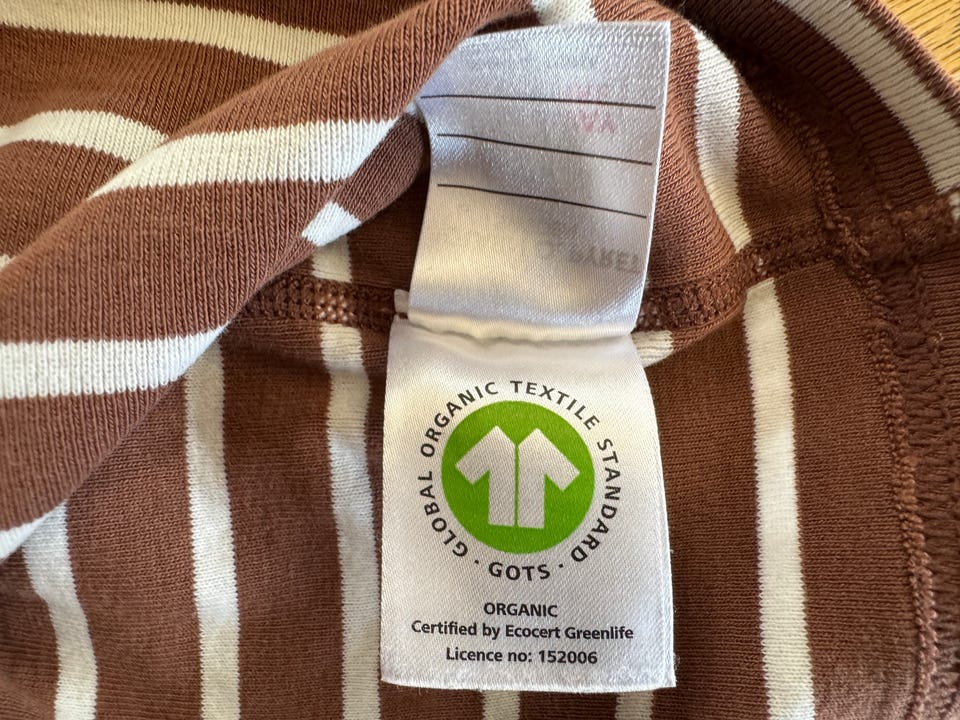 GLOBAL ORGANIC TEXTILE STANDARD · GOTS ·
ORGANIC
Certified by Ecocert Greenlife
Licence no: 152006